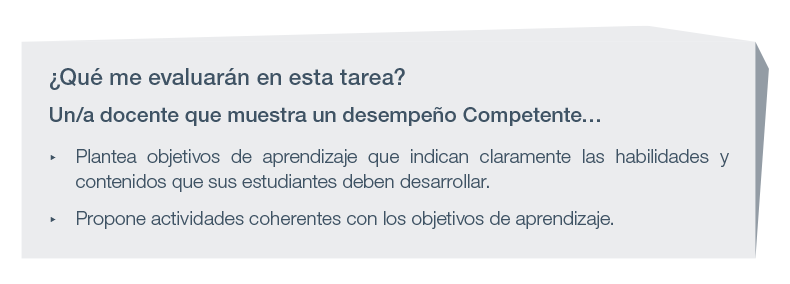 ¿Qué me evaluarán en esta tarea?
Un/a docente que muestra un desempeño Competente…
‣ Plantea objetivos de aprendizaje que indican claramente las habilidades y
contenidos que sus estudiantes deben desarrollar.
‣ Propone actividades coherentes con los objetivos de aprendizaje.